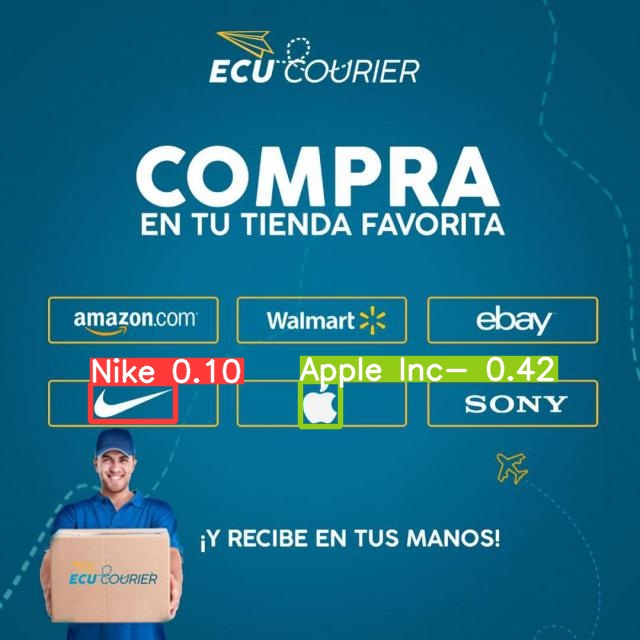 ECU COURIER
COMPRA
EN TU TIENDA FAVORITA
amazon.com Walmart ebay
Nike 0.10 Apple Inc- 0.42
SONY
¡Y RECIBE EN TUS MANOS!
ECU COURIER